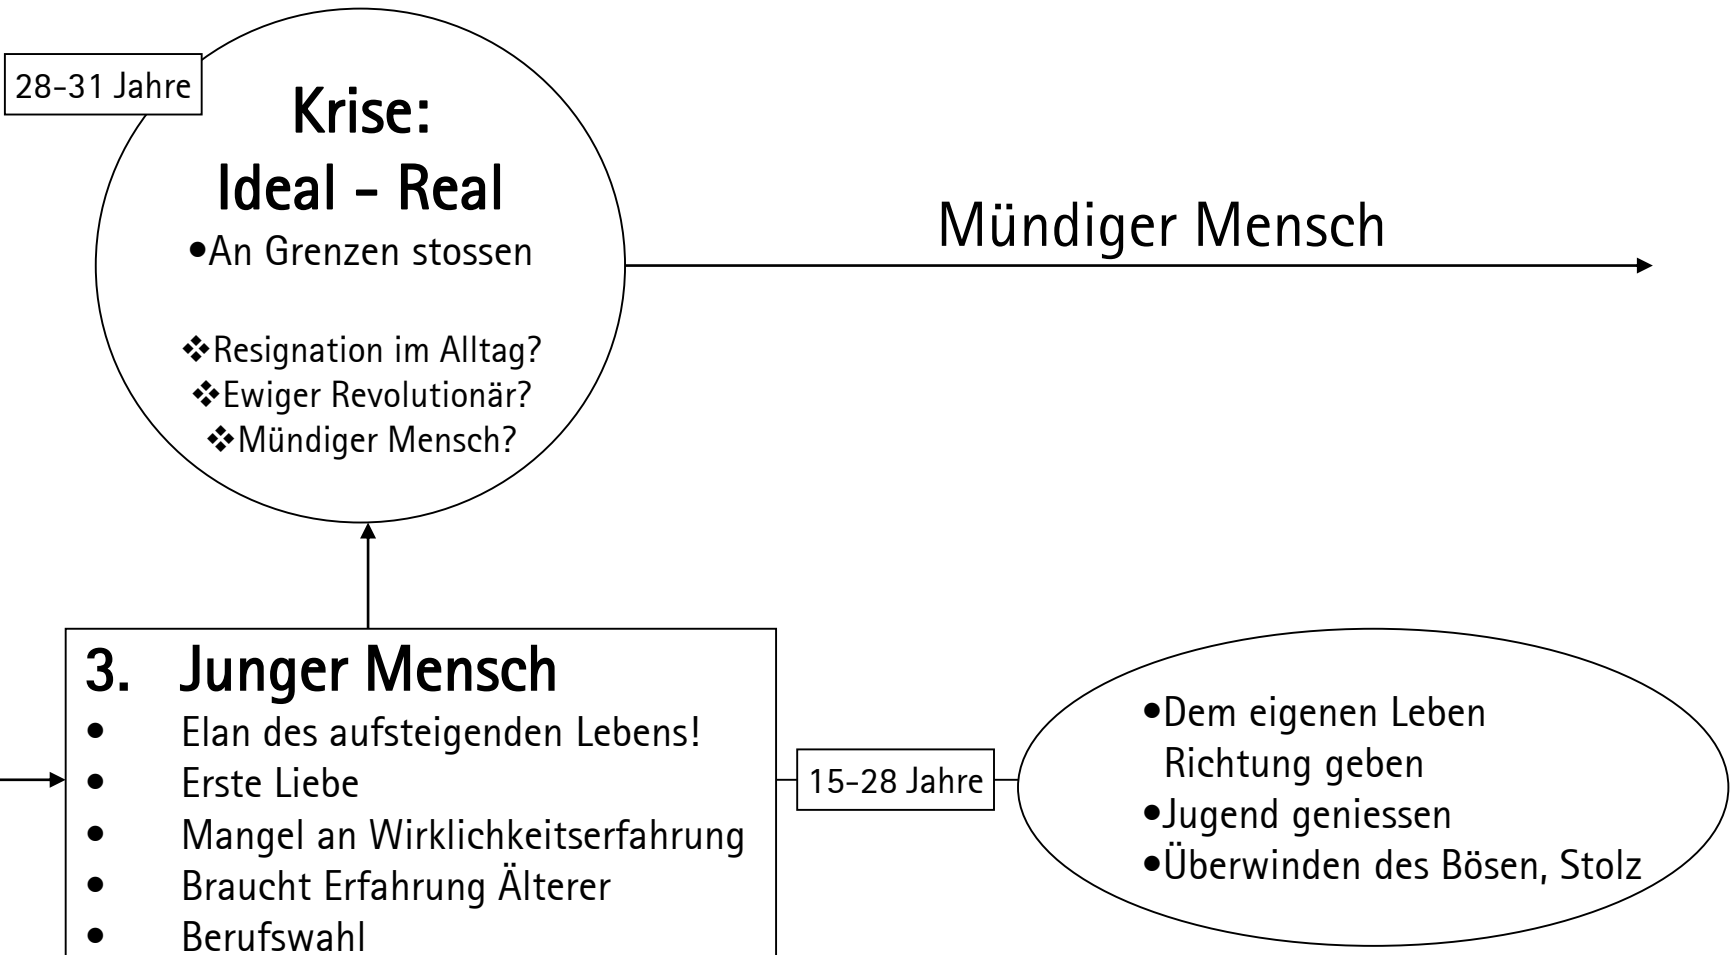 28-31 Jahre
Krise:
Ideal - Real
•An Grenzen stossen
❖Resignation im Alltag?
❖Ewiger Revolutionär?
❖Mündiger Mensch?
Mündiger Mensch
3. Junger Mensch
• Elan des aufsteigenden Lebens!
• Erste Liebe
• Mangel an Wirklichkeitserfahrung
• Braucht Erfahrung Älterer
• Berufswahl
15-28 Jahre
•Dem eigenen Leben
Richtung geben
•Jugend geniessen
•Überwinden des Bösen, Stolz